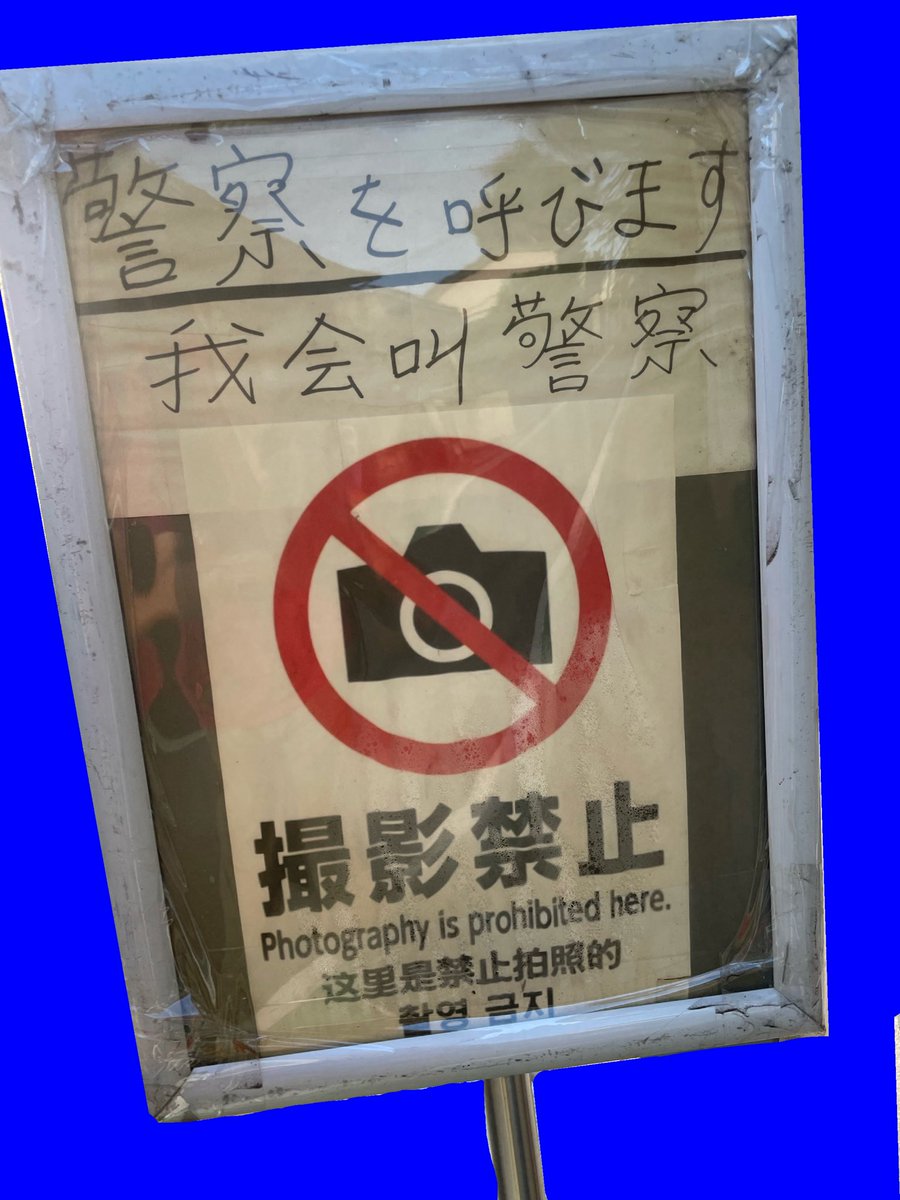 警察を呼びます
我会叫警察
撮影禁止
Photography is prohibited here.
这里是禁止拍照的
촬영 금지